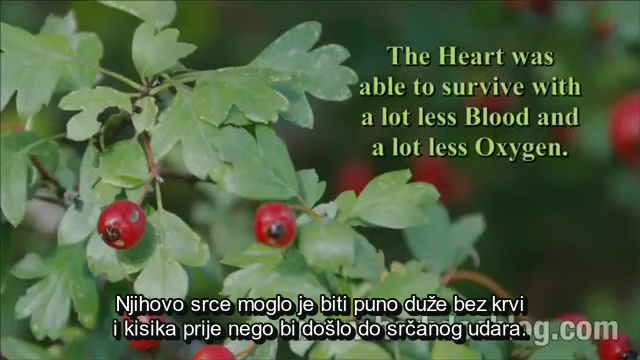 The Heart was
able to survive with
a lot less Blood and
a lot less Oxygen.
Njihovo srce moglo je biti puno duže bez krvi
i kisika prije nego bi došlo do srčanog udara.